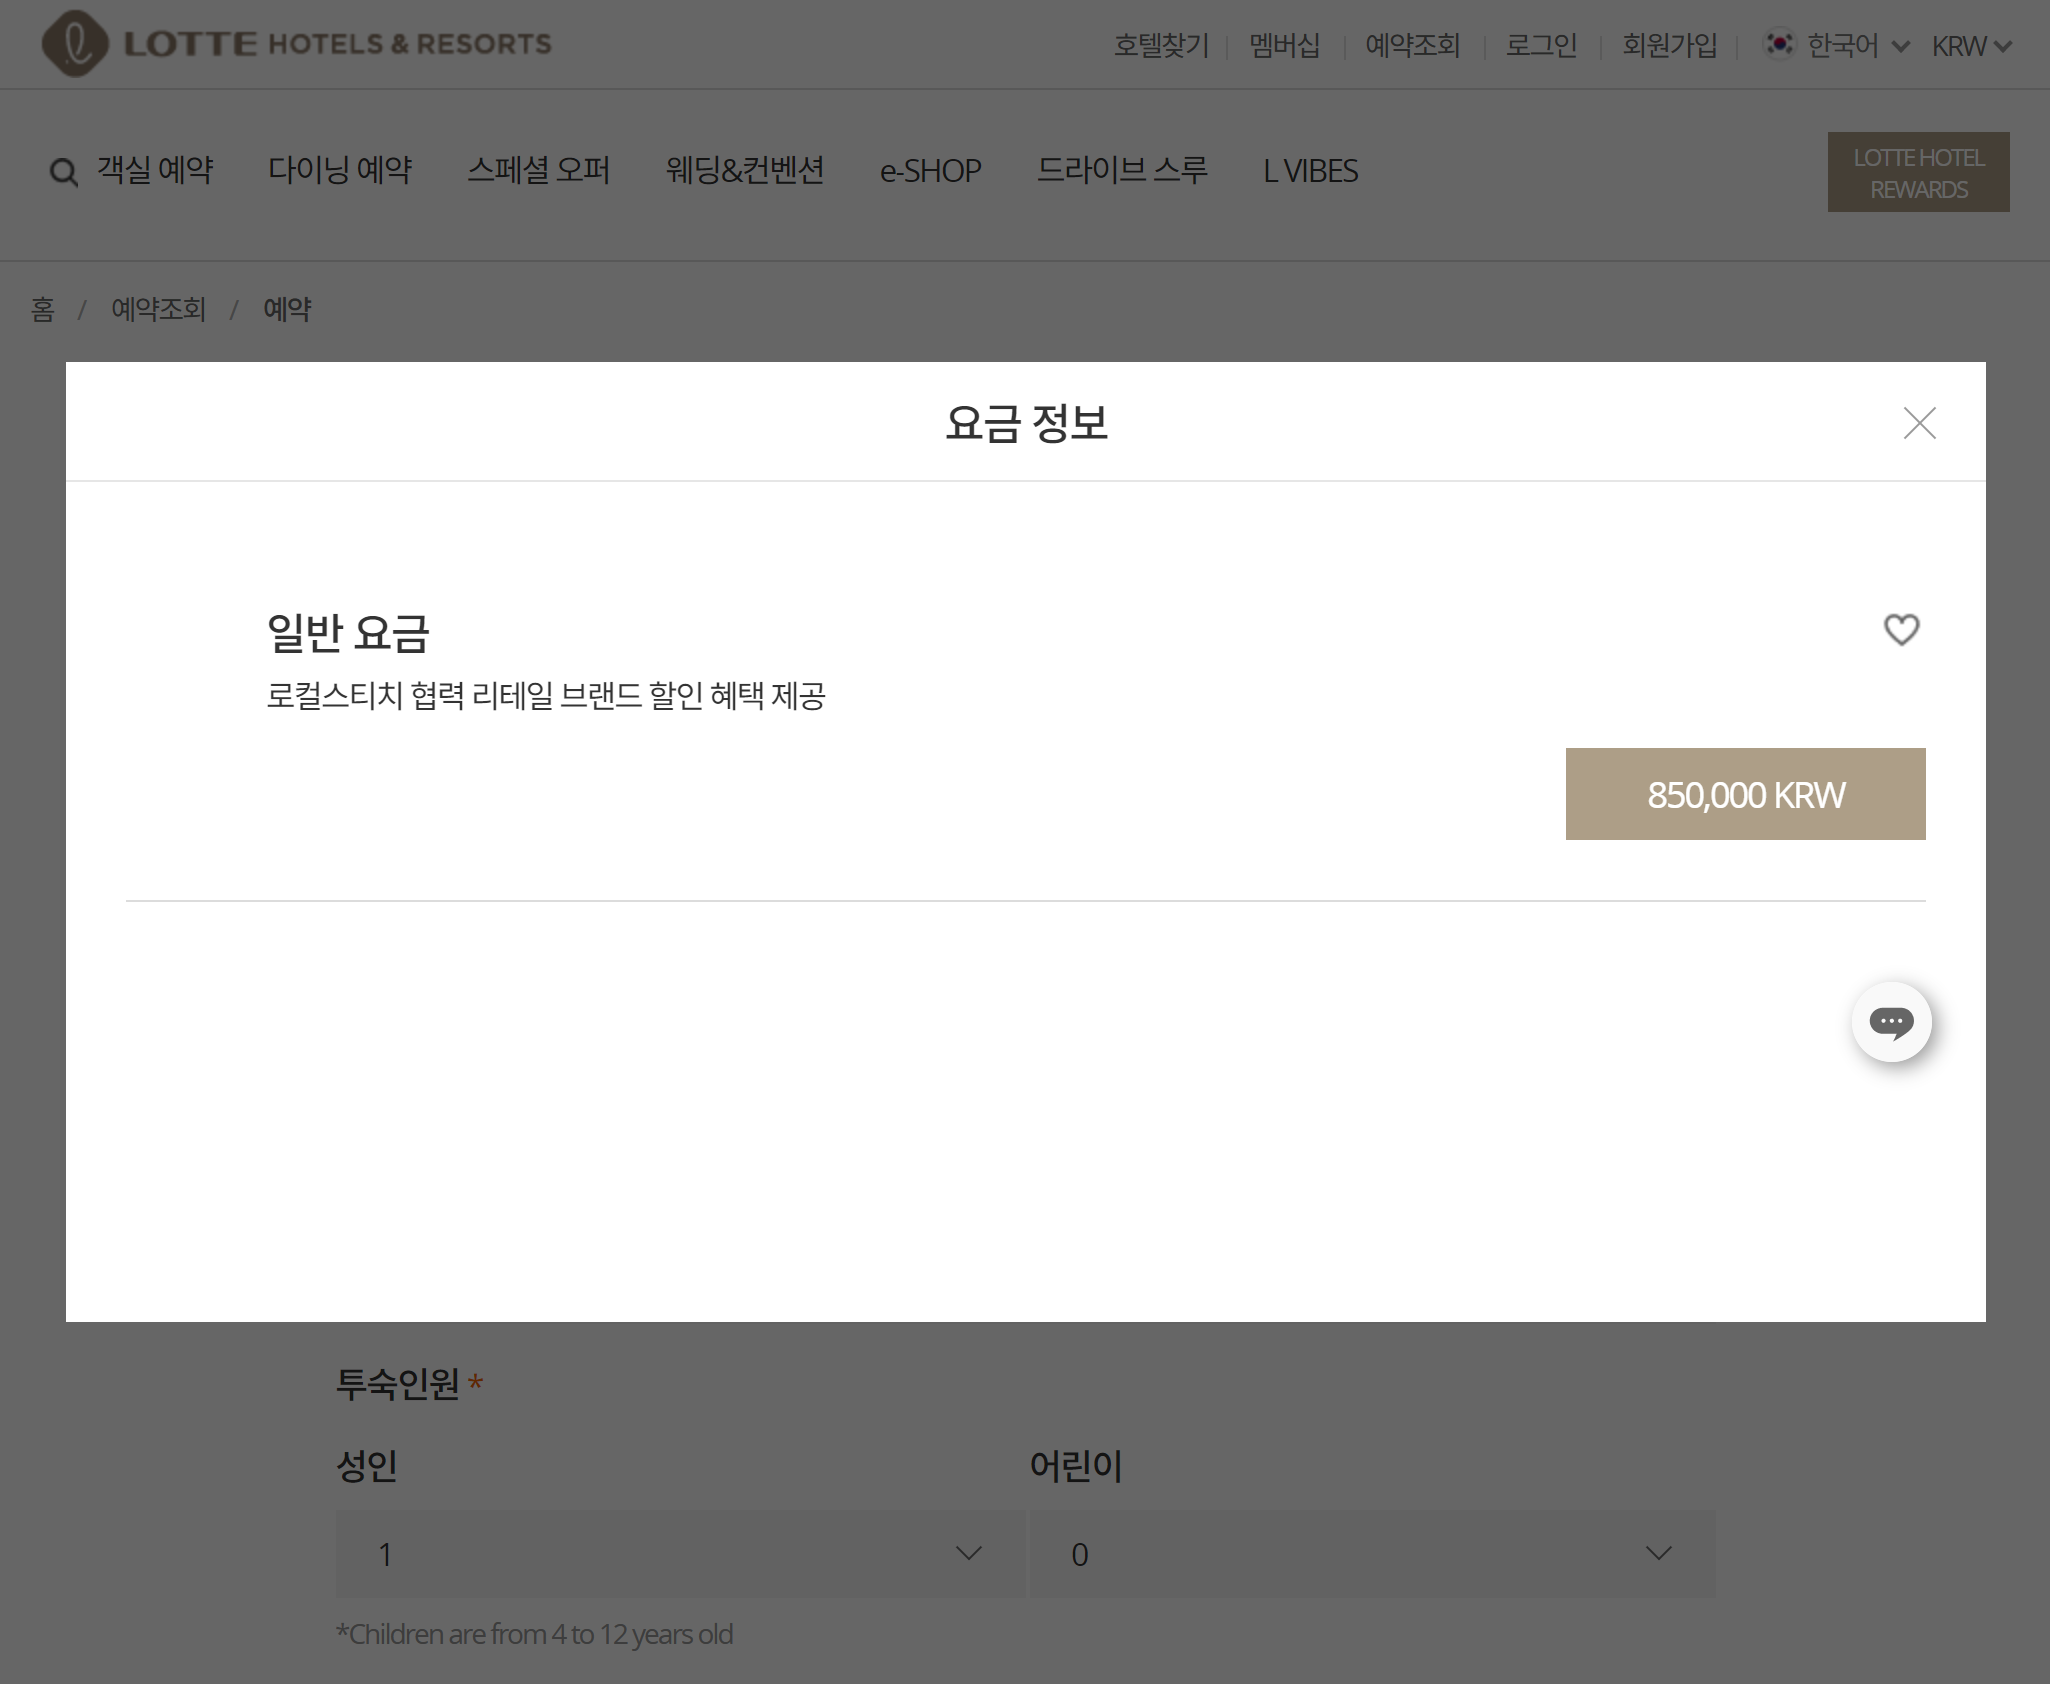 LOTTE HOTELS & RESORTS
호텔찾기 멤버십 예약조회 로그인 회원가입 한국어 KRW
객실 예약 다이닝 예약 스페셜 오퍼 웨딩&컨벤션 e-SHOP 드라이브 스루 L VIBES
LOTTE HOTEL
REWARDS
홈 / 예약조회 / 예약
요금 정보
일반 요금
로컬스티치 협력 리테일 브랜드 할인 혜택 제공
850,000 KRW
투숙인원 *
성인 어린이
1 0
*Children are from 4 to 12 years old